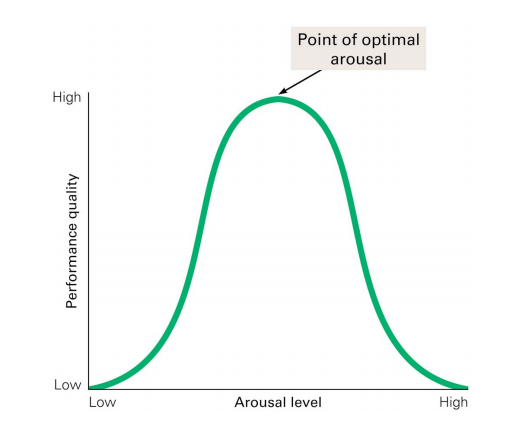 Point of optimal
arousal
High
Performance quality
Low
Low
Arousal level
High